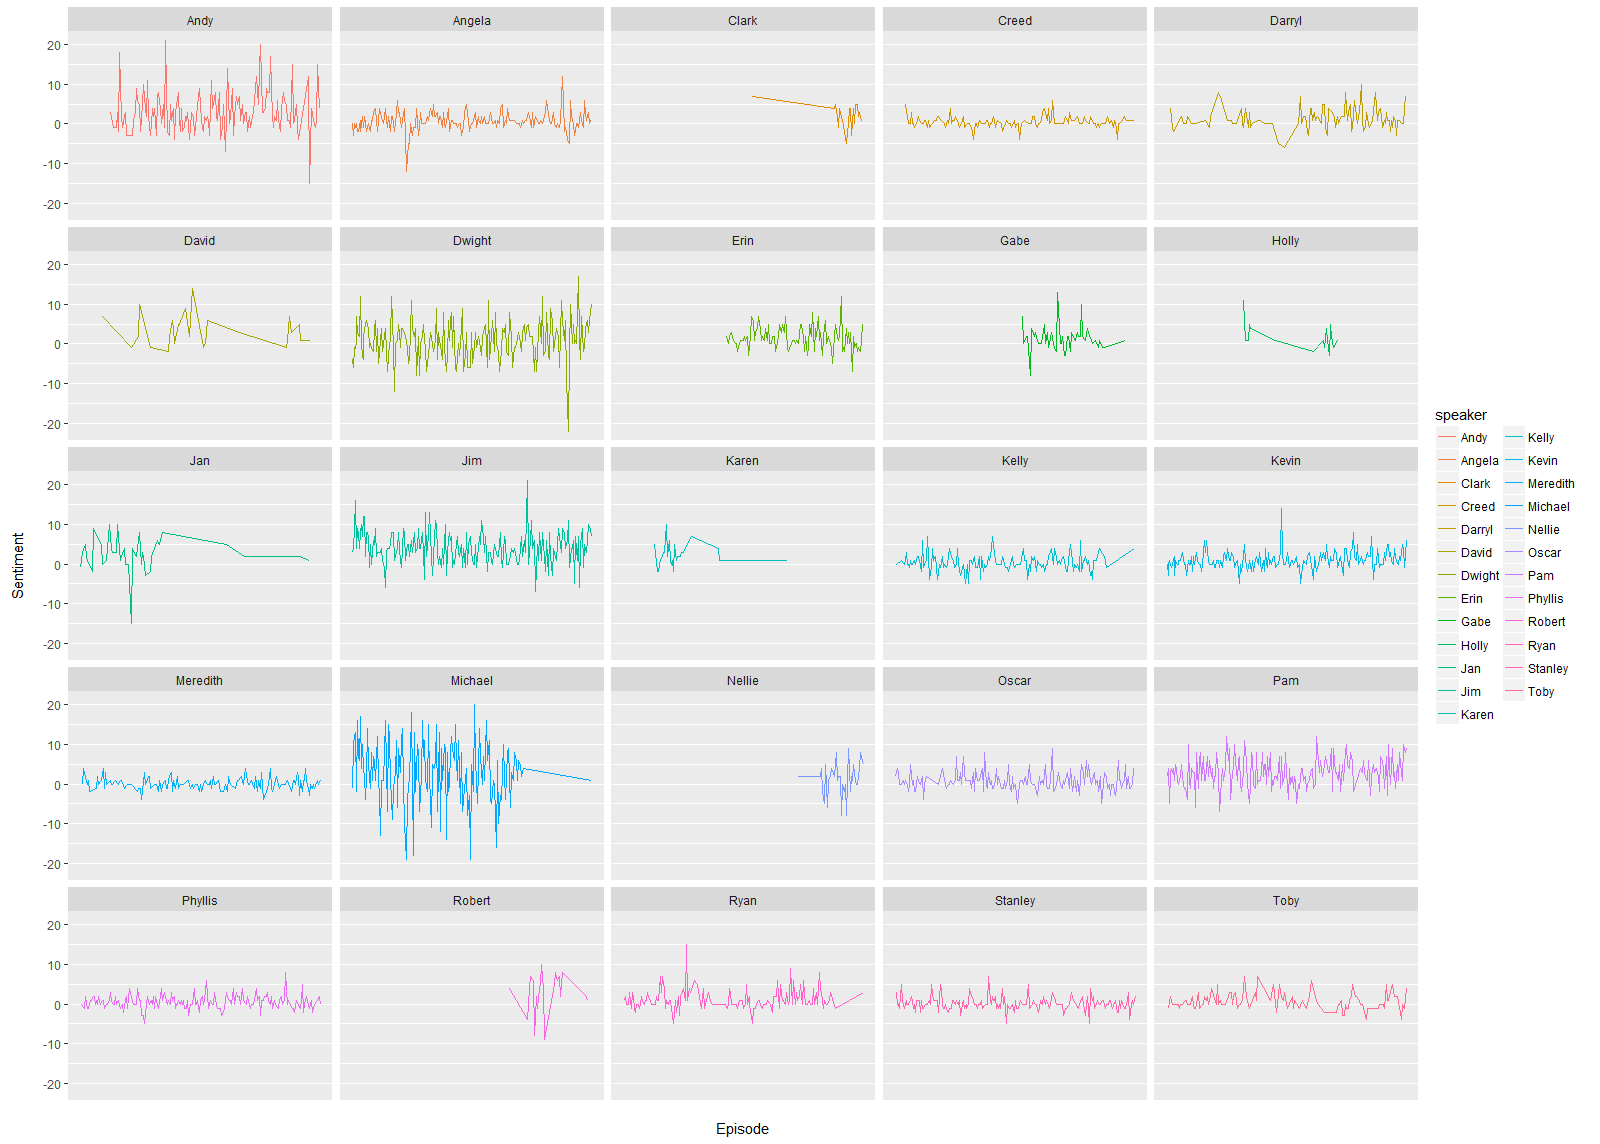 Andy Angela Clark Creed Darryl
20
10
0
-10
-20
David Dwight Erin Gabe Holly
20
10
0
-10
-20
Jan Jim Karen Kelly Kevin
20
10
0
-10
-20
Meredith Michael Nellie Oscar Pam
20
10
0
-10
-20
Phyllis Robert Ryan Stanley Toby
20
10
0
-10
-20
Sentiment
Episode
speaker
Andy Kelly
Angela Kevin
Clark Meredith
Creed Michael
Darryl Nellie
David Oscar
Dwight Pam
Erin Phyllis
Gabe Robert
Holly Ryan
Jan Stanley
Jim Toby
Karen